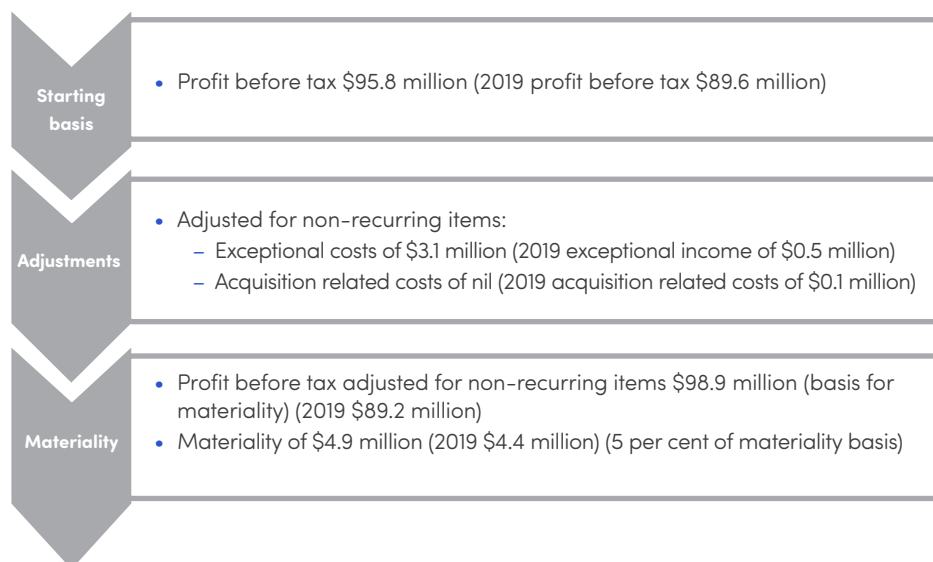 Starting
basis
• Profit before tax $95.8 million (2019 profit before tax $89.6 million)
Adjustments
• Adjusted for non-recurring items:
– Exceptional costs of $3.1 million (2019 exceptional income of $0.5 million)
– Acquisition related costs of nil (2019 acquisition related costs of $0.1 million)
Materiality
• Profit before tax adjusted for non-recurring items $98.9 million (basis for
materiality) (2019 $89.2 million)
• Materiality of $4.9 million (2019 $4.4 million) (5 per cent of materiality basis)